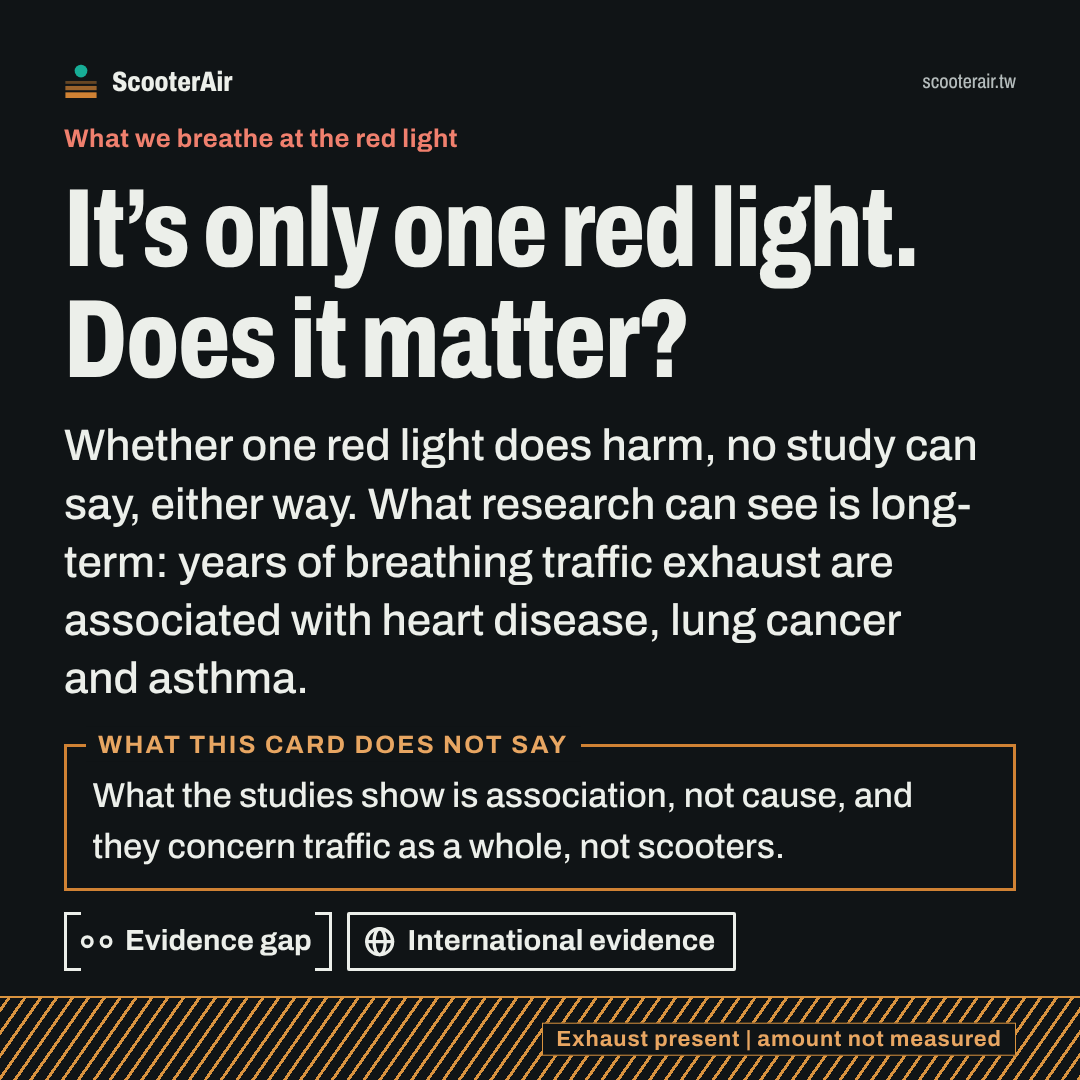 ScooterAir
scooterair.tw
What we breathe at the red light
It’s only one red light.
Does it matter?
Whether one red light does harm, no study can
say, either way. What research can see is long-
term: years of breathing traffic exhaust are
associated with heart disease, lung cancer
and asthma.
WHAT THIS CARD DOES NOT SAY
What the studies show is association, not cause, and
they concern traffic as a whole, not scooters.
Evidence gap
International evidence
Exhaust present | amount not measured